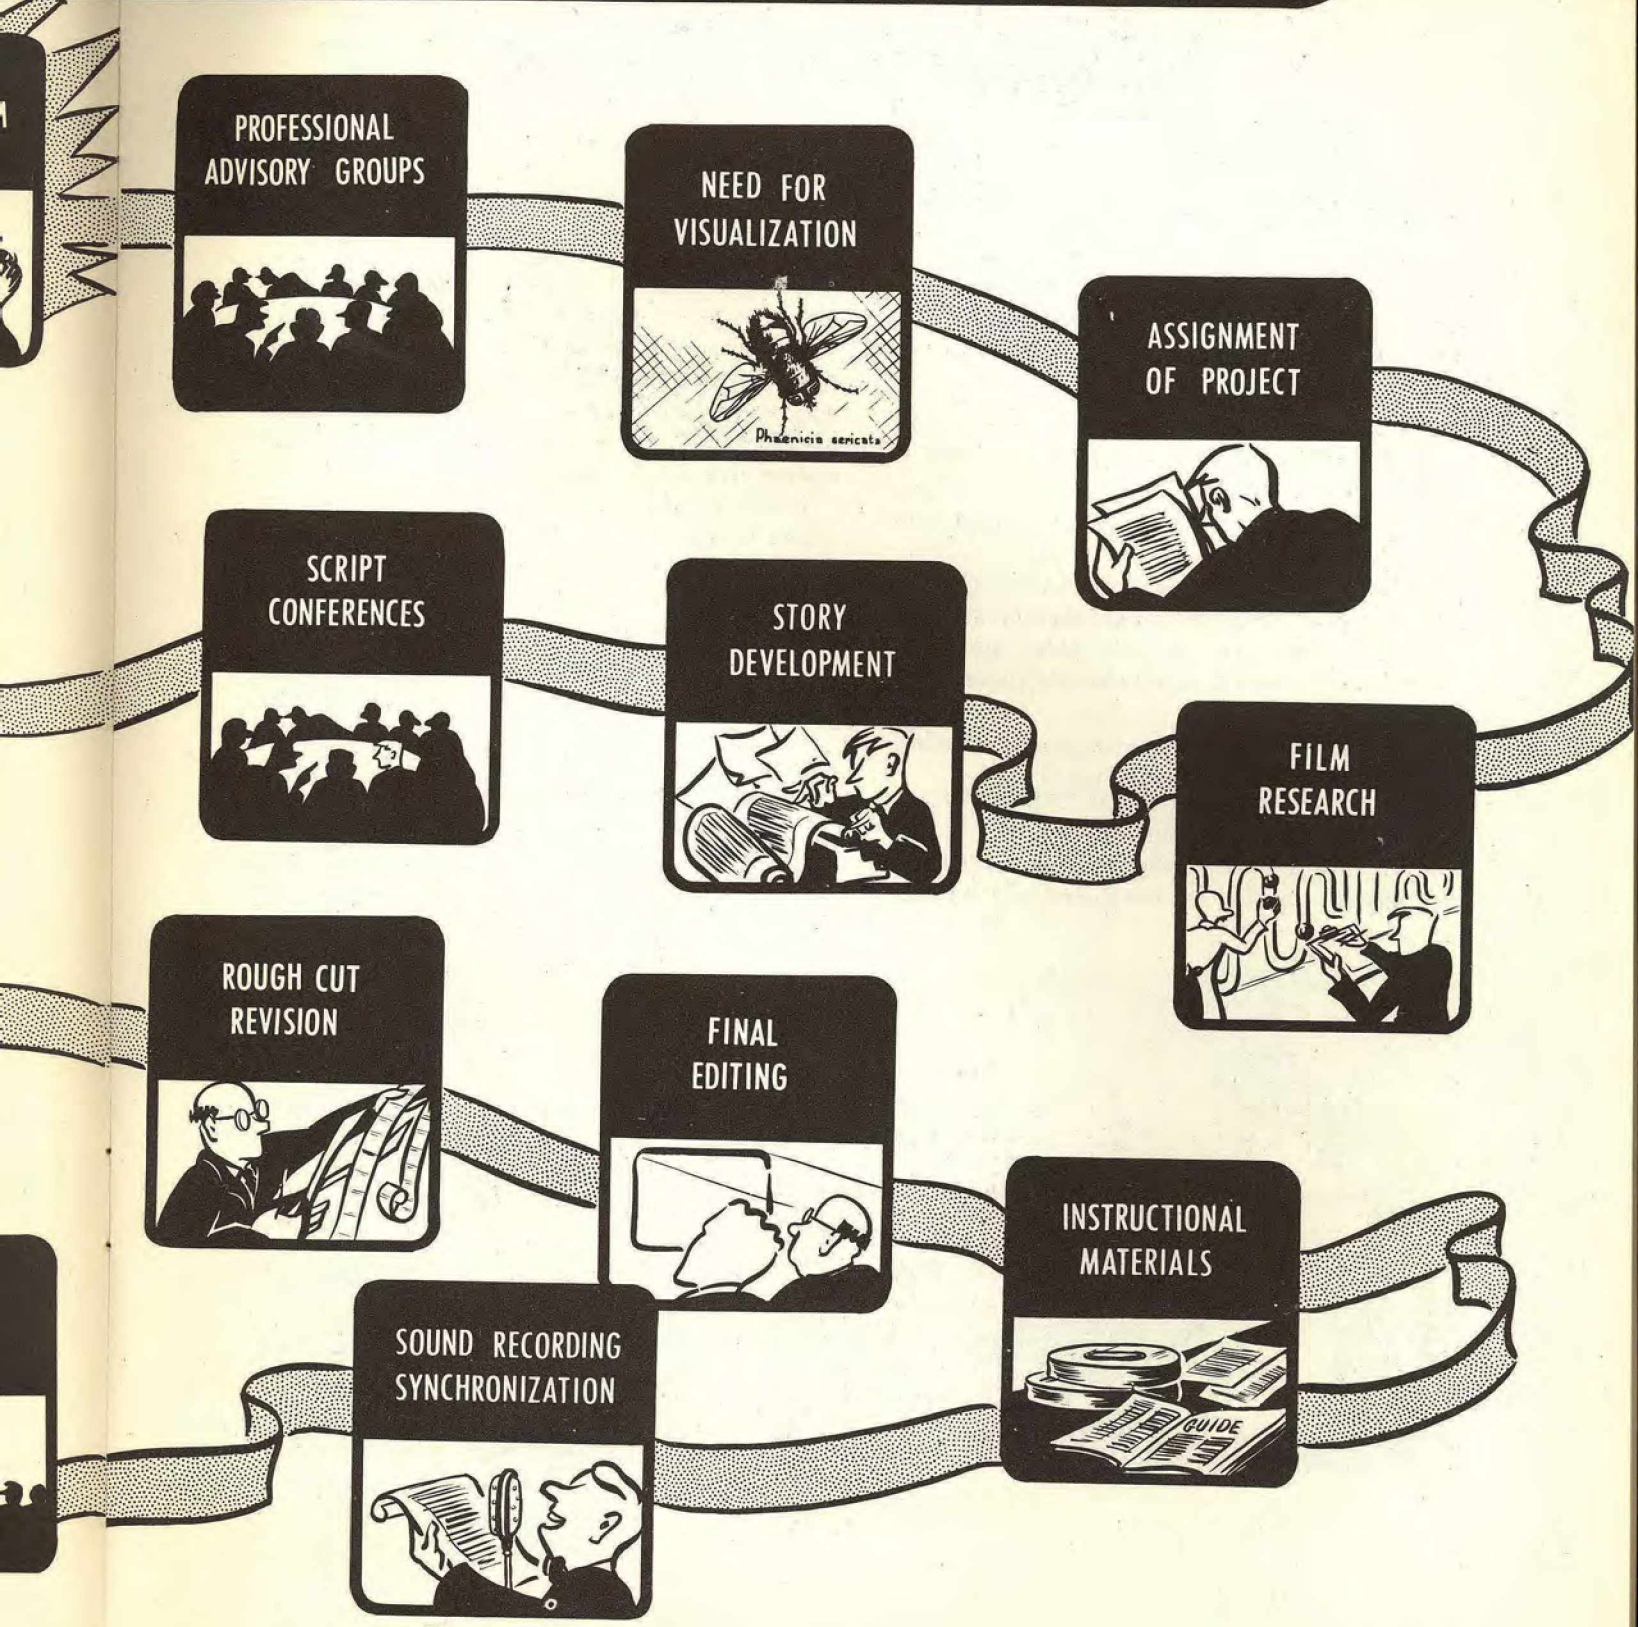 PROFESSIONAL
ADVISORY GROUPS
NEED FOR
VISUALIZATION
Phaenicia sericata
ASSIGNMENT
OF PROJECT
SCRIPT
CONFERENCES
STORY
DEVELOPMENT
FILM
RESEARCH
ROUGH CUT
REVISION
FINAL
EDITING
INSTRUCTIONAL
MATERIALS
GUIDE
SOUND RECORDING
SYNCHRONIZATION